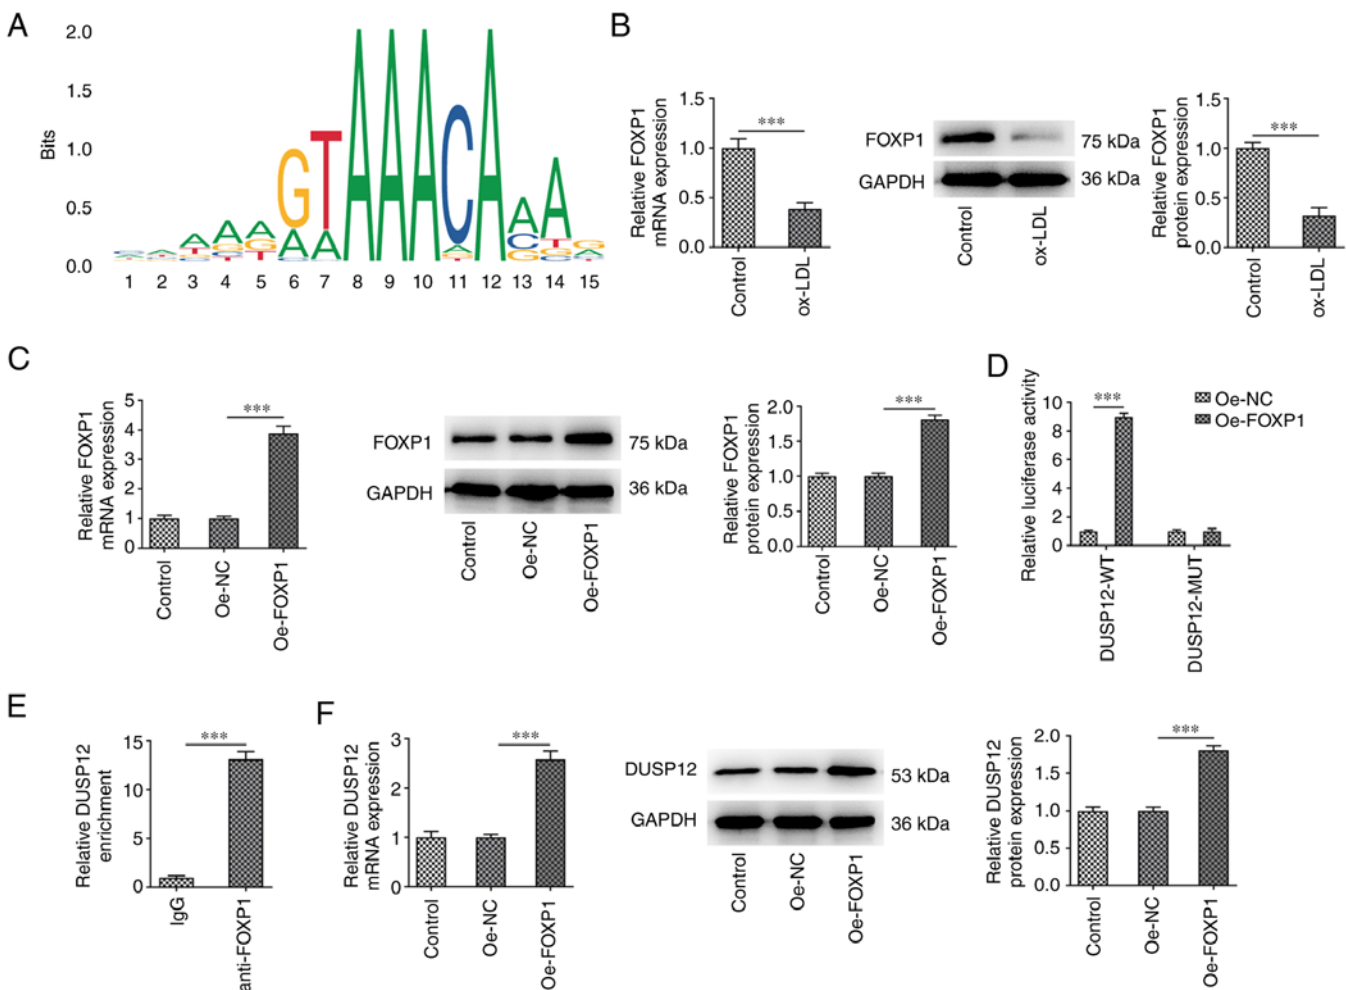 A
2.0
1.5
Bits
1.0
0.5
0.0
GTAAACAAA
1 2 3 4 5 6 7 8 9 10 11 12 13 14 15
B
Relative FOXP1
mRNA expression
1.5
1.0
0.5
0.0
***
Control
ox-LDL
FOXP1
75 kDa
GAPDH
36 kDa
Control
ox-LDL
Relative FOXP1
protein expression
1.5
1.0
0.5
0.0
***
Control
ox-LDL
C
Relative FOXP1
mRNA expression
5
4
3
2
1
0
***
Control
Oe-NC
Oe-FOXP1
FOXP1
75 kDa
GAPDH
36 kDa
Control
Oe-NC
Oe-FOXP1
Relative FOXP1
protein expression
2.0
1.5
1.0
0.5
0.0
***
Control
Oe-NC
Oe-FOXP1
D
Relative luciferase activity
10
8
6
4
2
0
***
Oe-NC
Oe-FOXP1
DUSP12-WT
DUSP12-MUT
E
Relative DUSP12
enrichment
15
10
5
0
***
IgG
anti-FOXP1
F
Relative DUSP12
mRNA expression
3
2
1
0
***
Control
Oe-NC
Oe-FOXP1
DUSP12
53 kDa
GAPDH
36 kDa
Control
Oe-NC
Oe-FOXP1
Relative DUSP12
protein expression
2.0
1.5
1.0
0.5
0.0
***
Control
Oe-NC
Oe-FOXP1